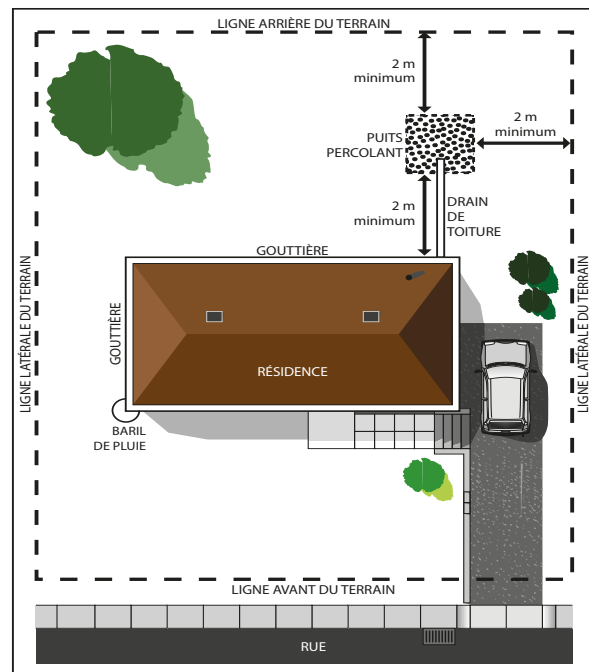 LIGNE ARRIÈRE DU TERRAIN
2 m
minimum
2 m
minimum
PUITS
PERCOLANT
2 m
minimum
DRAIN
DE
TOITURE
GOUTTIÈRE
LIGNE LATÉRALE DU TERRAIN
GOUTTIÈRE
RÉSIDENCE
LIGNE LATÉRALE DU TERRAIN
BARIL
DE PLUIE
LIGNE AVANT DU TERRAIN
RUE